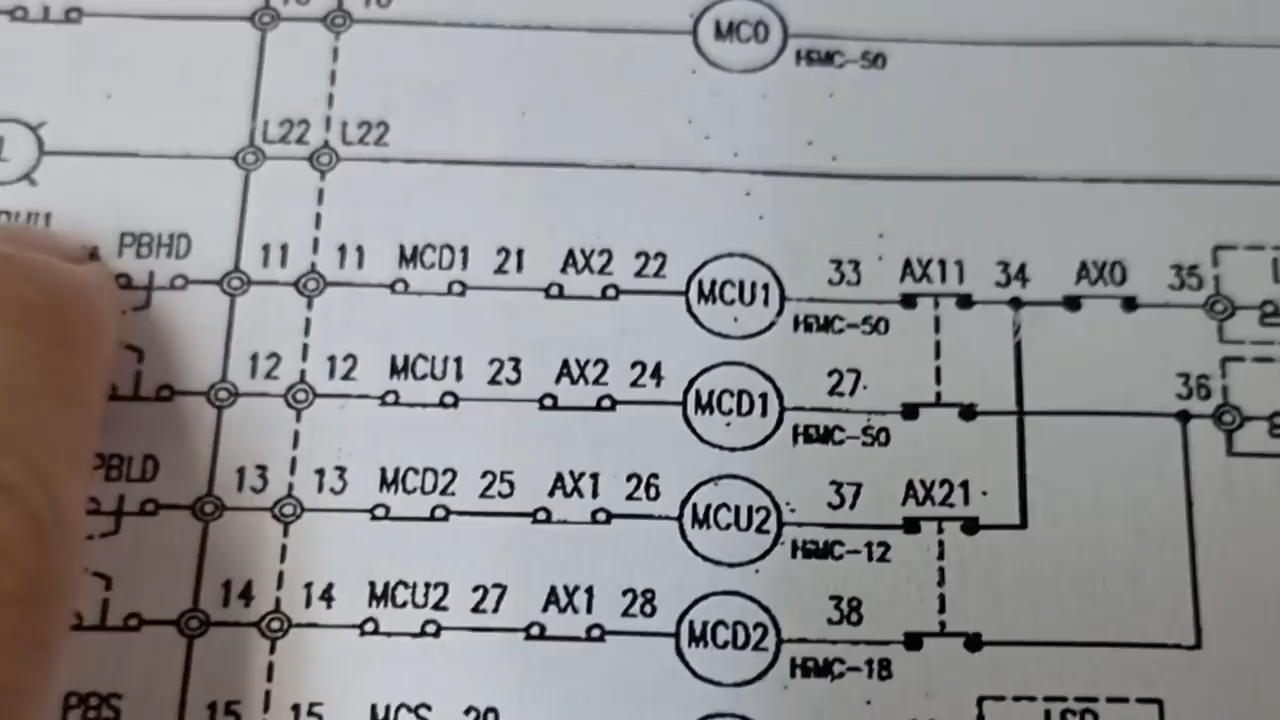 MC0
HMC-50
L22 L22
PBHD 11 11 MCD1 21 AX2 22 MCU1 33 AX11 34 AX0 35
HMC-50
12 12 MCU1 23 AX2 24 MCD1 27 36
HMC-50
PBLD 13 13 MCD2 25 AX1 26 MCU2 37 AX21
HMC-12
14 14 MCU2 27 AX1 28 MCD2 38
HMC-18
PBS 15 15 MCS